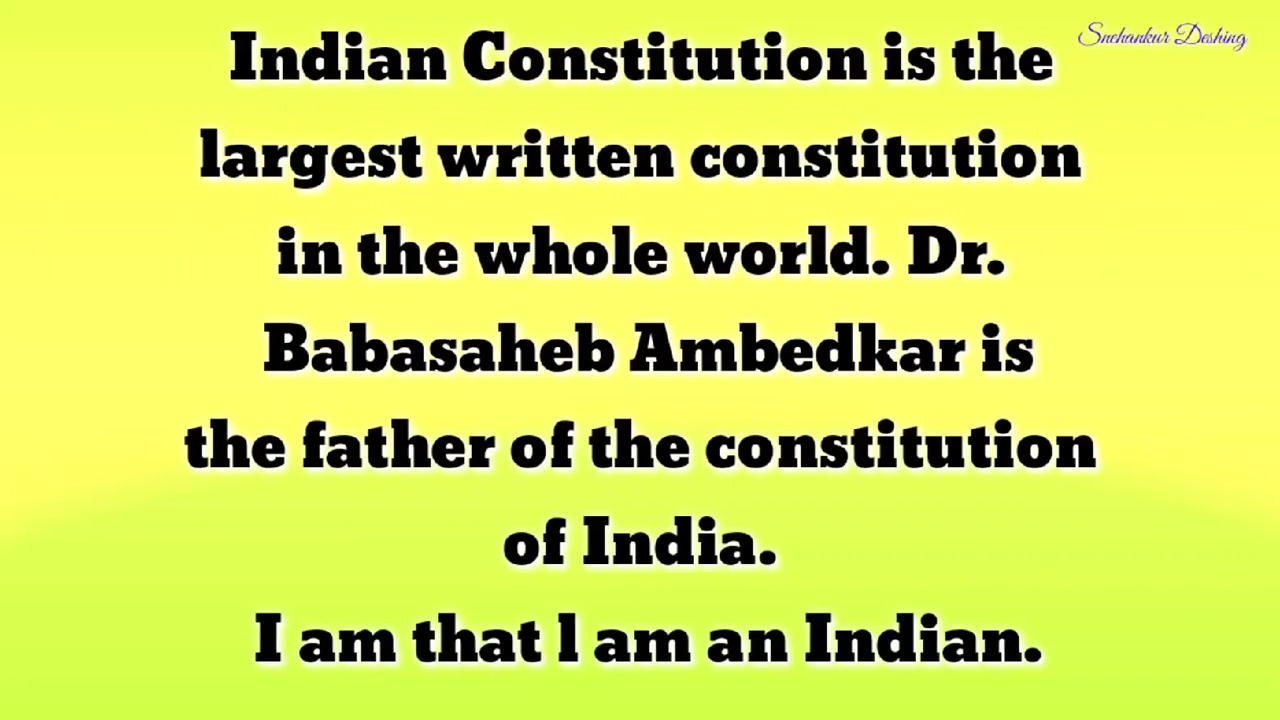 Snehankur Deshing
Indian Constitution is the
largest written constitution
in the whole world. Dr.
Babasaheb Ambedkar is
the father of the constitution
of India.
I am that l am an Indian.